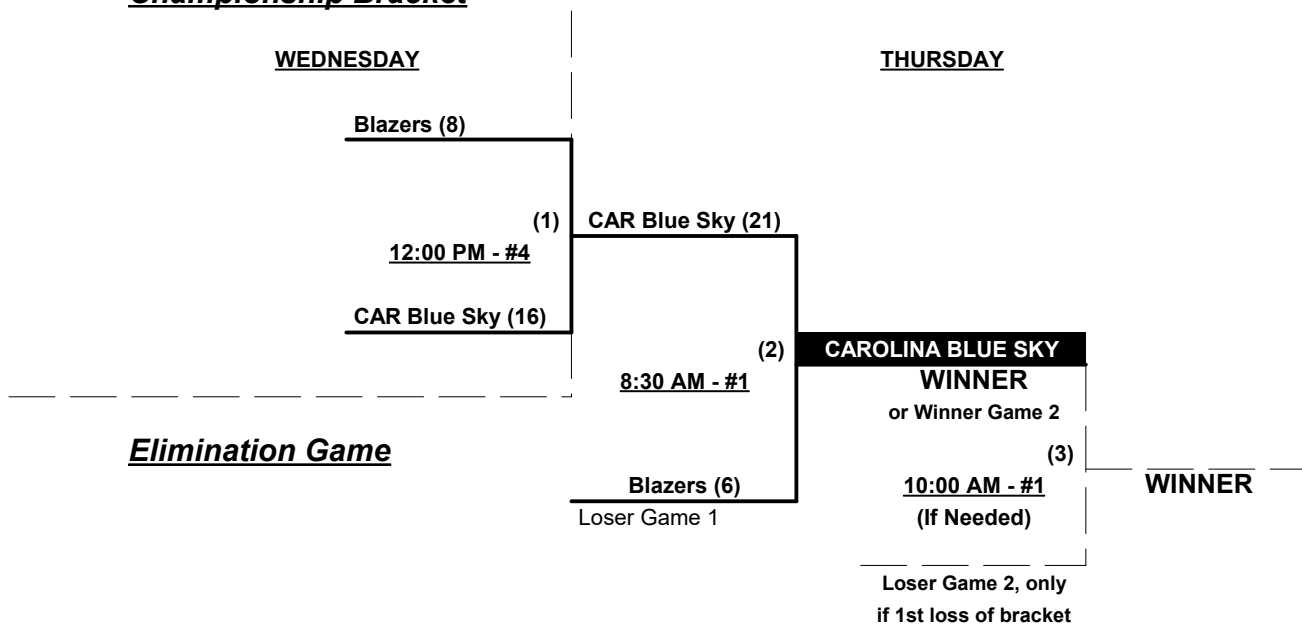 Championship Bracket
WEDNESDAY
THURSDAY
Blazers (8)
(1)
CAR Blue Sky (21)
12:00 PM - #4
CAR Blue Sky (16)
(2)
CAROLINA BLUE SKY
8:30 AM - #1
WINNER
or Winner Game 2
Elimination Game
(3)
Blazers (6)
10:00 AM - #1
WINNER
Loser Game 1
(If Needed)
Loser Game 2, only
if 1st loss of bracket